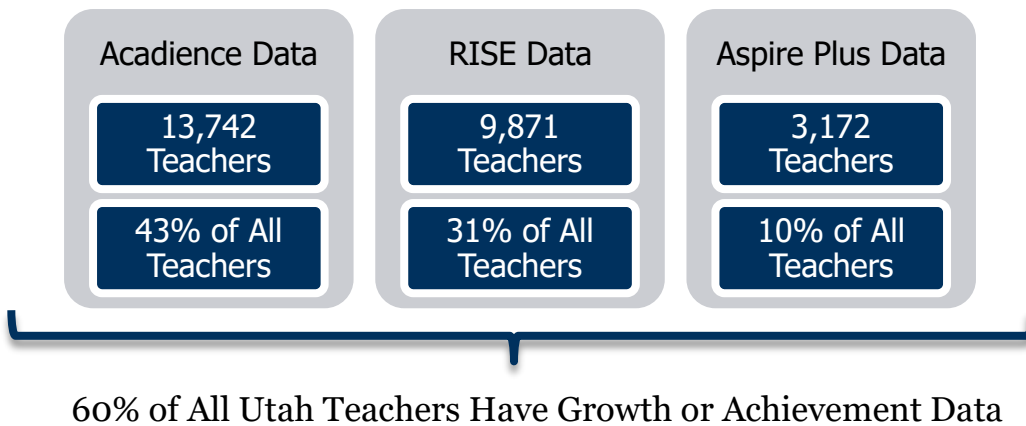 Acadience Data
13,742
Teachers
43% of All
Teachers
RISE Data
9,871
Teachers
31% of All
Teachers
Aspire Plus Data
3,172
Teachers
10% of All
Teachers
60% of All Utah Teachers Have Growth or Achievement Data